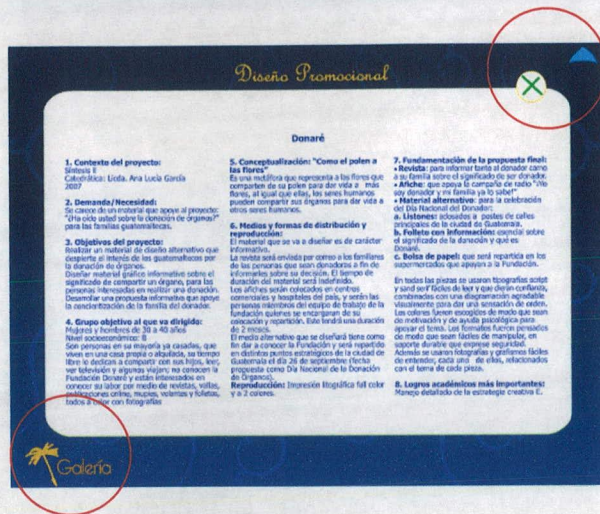 Diseño Promocional
Donaré
1. Contexto del proyecto:
Síntesis II
Catedrática: Licda. Ana Lucía García
2007
2. Demanda/Necesidad:
Se carece de un material que apoye al proyecto:
"¿Ha oído usted sobre la donación de órganos?"
para las familias guatemaltecas.
3. Objetivos del proyecto:
Realizar un material de diseño alternativo que
despierte el interés de los guatemaltecos por
la donación de órganos.
Diseñar material gráfico informativo sobre el
significado de compartir un órgano, para las
personas interesadas en realizar una donación.
Desarrollar una propuesta informativa que apoye
la concientización de la familia del donador.
4. Grupo objetivo al que va dirigido:
Mujeres y hombres de 30 a 40 años
Nivel socioeconómico: B
Son personas en su mayoría ya casadas, que
viven en una casa propia o alquilada, su tiempo
libre lo dedican a compartir con sus hijos, leer,
ver televisión y algunas viajan; no conocen la
Fundación Donaré y están interesados en
conocer su labor por medio de revistas, vallas,
publicaciones online, mupies, volantes y folletos,
todos a color con fotografías
5. Conceptualización: "Como el polen a
las flores"
Es una metáfora que representa a las flores que
comparten de su polen para dar vida a más
flores, al igual que ellas, los seres humanos
pueden compartir sus órganos para dar vida a
otros seres humanos.
6. Medios y formas de distribución y
reproducción:
El material que se va a diseñar es de carácter
informativo.
La revista será enviada por correo a los familiares
de las personas que sean donadoras a fin de
informarles sobre su decisión. El tiempo de
duración del material será indefinido.
Los afiches serán colocados en centros
comerciales y hospitales del país, y serán las
personas miembros del equipo de trabajo de la
fundación quienes se encargaran de su
colocación y repartición. Este tendrá una duración
de 2 meses.
El medio alternativo que se diseñará tiene como
fin dar a conocer la Fundación y será repartido
en distintos puntos estratégicos de la ciudad de
Guatemala el día 26 de septiembre (fecha
propuesta como Día Nacional de la Donación
de Órganos).
Reproducción: Impresión litográfica full color
y a 2 colores.
7. Fundamentación de la propuesta final:
• Revista: para informar tanto al donador como
a su familia sobre el significado de ser donador.
• Afiche: que apoya la campaña de radio "¡Yo
soy donador y mi familia ya lo sabe!"
• Material alternativo: para la celebración
del Día Nacional del Donador:
a. Listones: adosados a postes de calles
principales de la ciudad de Guatemala.
b. Folleto con información: esencial sobre
el significado de la donación y qué es
Donaré.
c. Bolsa de papel: que será repartida en los
supermercados que apoyan a la Fundación.
En todas las piezas se usaron tipografías script
y sand serif fáciles de leer y que derán confianza,
combinadas con una diagramación agradable
visualmente para dar una sensación de orden.
Los colores fueron escogidos de modo que sean
de motivación y de ayuda psicológica para
apoyar el tema. Los formatos fueron pensados
de modo que sean fáciles de manipular, en
soporte durable que exprese seguridad.
Además se usaron fotografías y grafismos fáciles
de entender, cada uno de ellas, relacionados
con el tema de cada pieza.
8. Logros académicos más importantes:
Manejo detallado de la estrategia creativa E.
Galería